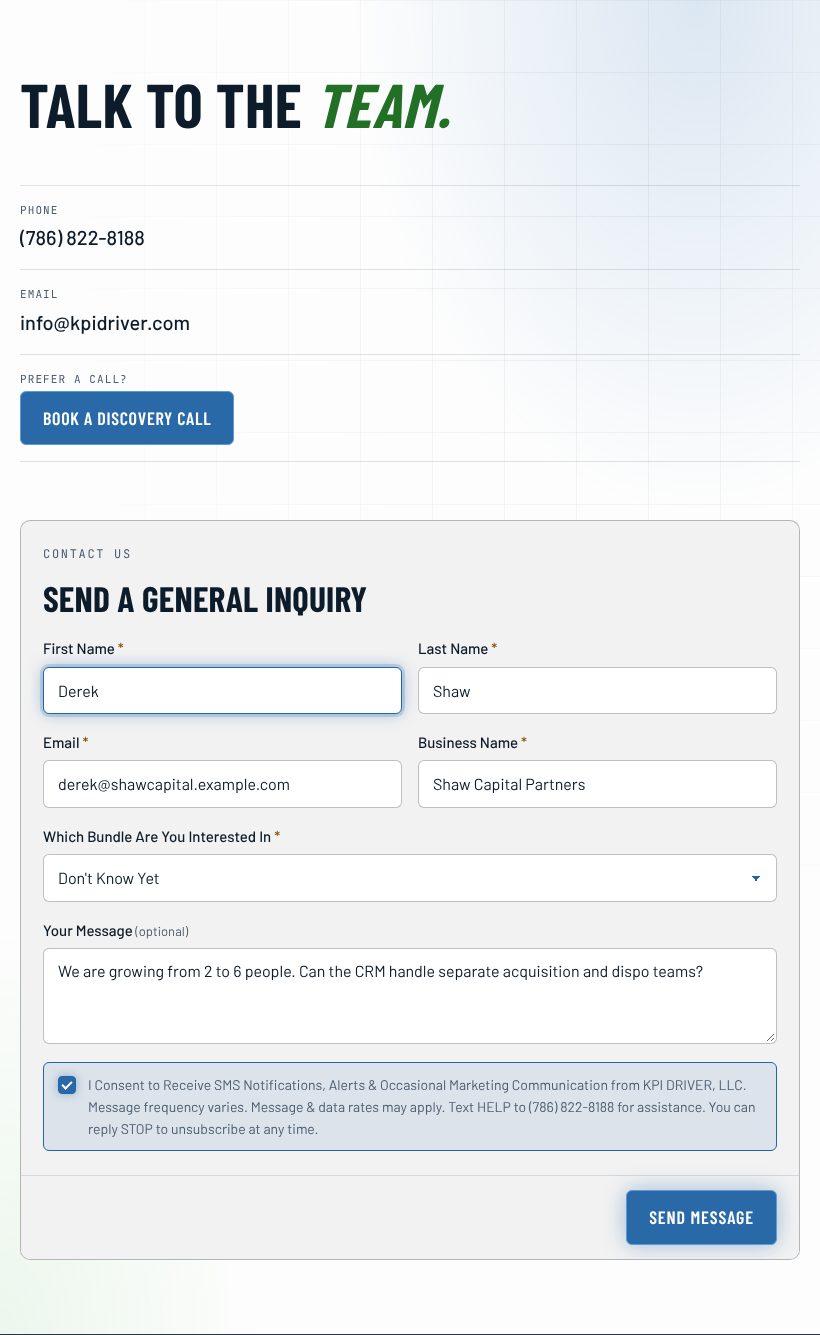 TALK TO THE TEAM.
PHONE
(786) 822-8188
EMAIL
info@kpidriver.com
PREFER A CALL?
BOOK A DISCOVERY CALL
CONTACT US
SEND A GENERAL INQUIRY
First Name *
Last Name *
Derek
Shaw
Email *
Business Name *
derek@shawcapital.example.com
Shaw Capital Partners
Which Bundle Are You Interested In *
Don't Know Yet
Your Message (optional)
We are growing from 2 to 6 people. Can the CRM handle separate acquisition and dispo teams?
I Consent to Receive SMS Notifications, Alerts & Occasional Marketing Communication from KPI DRIVER, LLC.
Message frequency varies. Message & data rates may apply. Text HELP to (786) 822-8188 for assistance. You can
reply STOP to unsubscribe at any time.
SEND MESSAGE